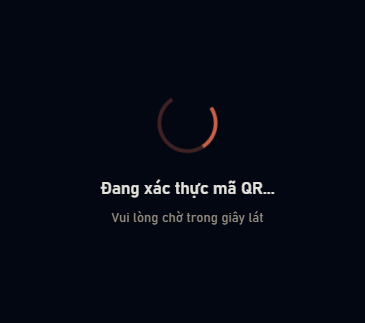 Đang xác thực mã QR...
Vui lòng chờ trong giây lát